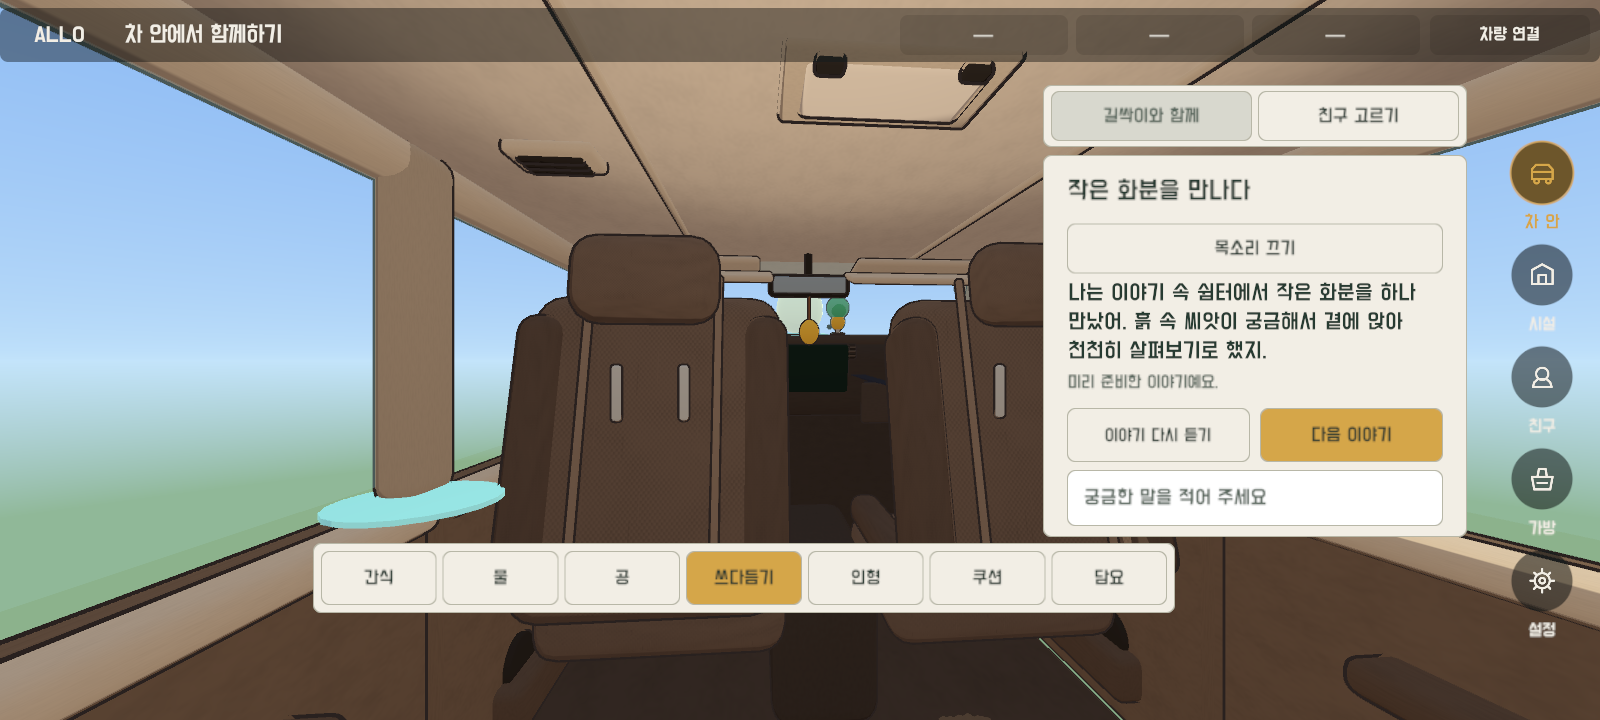 ALLO
차 안에서 함께하기
—
—
—
차량 연결
길싹이와 함께
친구 고르기
작은 화분을 만나다
목소리 끄기
나는 이야기 속 쉼터에서 작은 화분을 하나
만났어. 흙 속 씨앗이 궁금해서 곁에 앉아
천천히 살펴보기로 했지.
미리 준비한 이야기예요.
이야기 다시 듣기
다음 이야기
궁금한 말을 적어 주세요
차 안
시설
친구
가방
설정
간식
물
공
쓰다듬기
인형
쿠션
담요